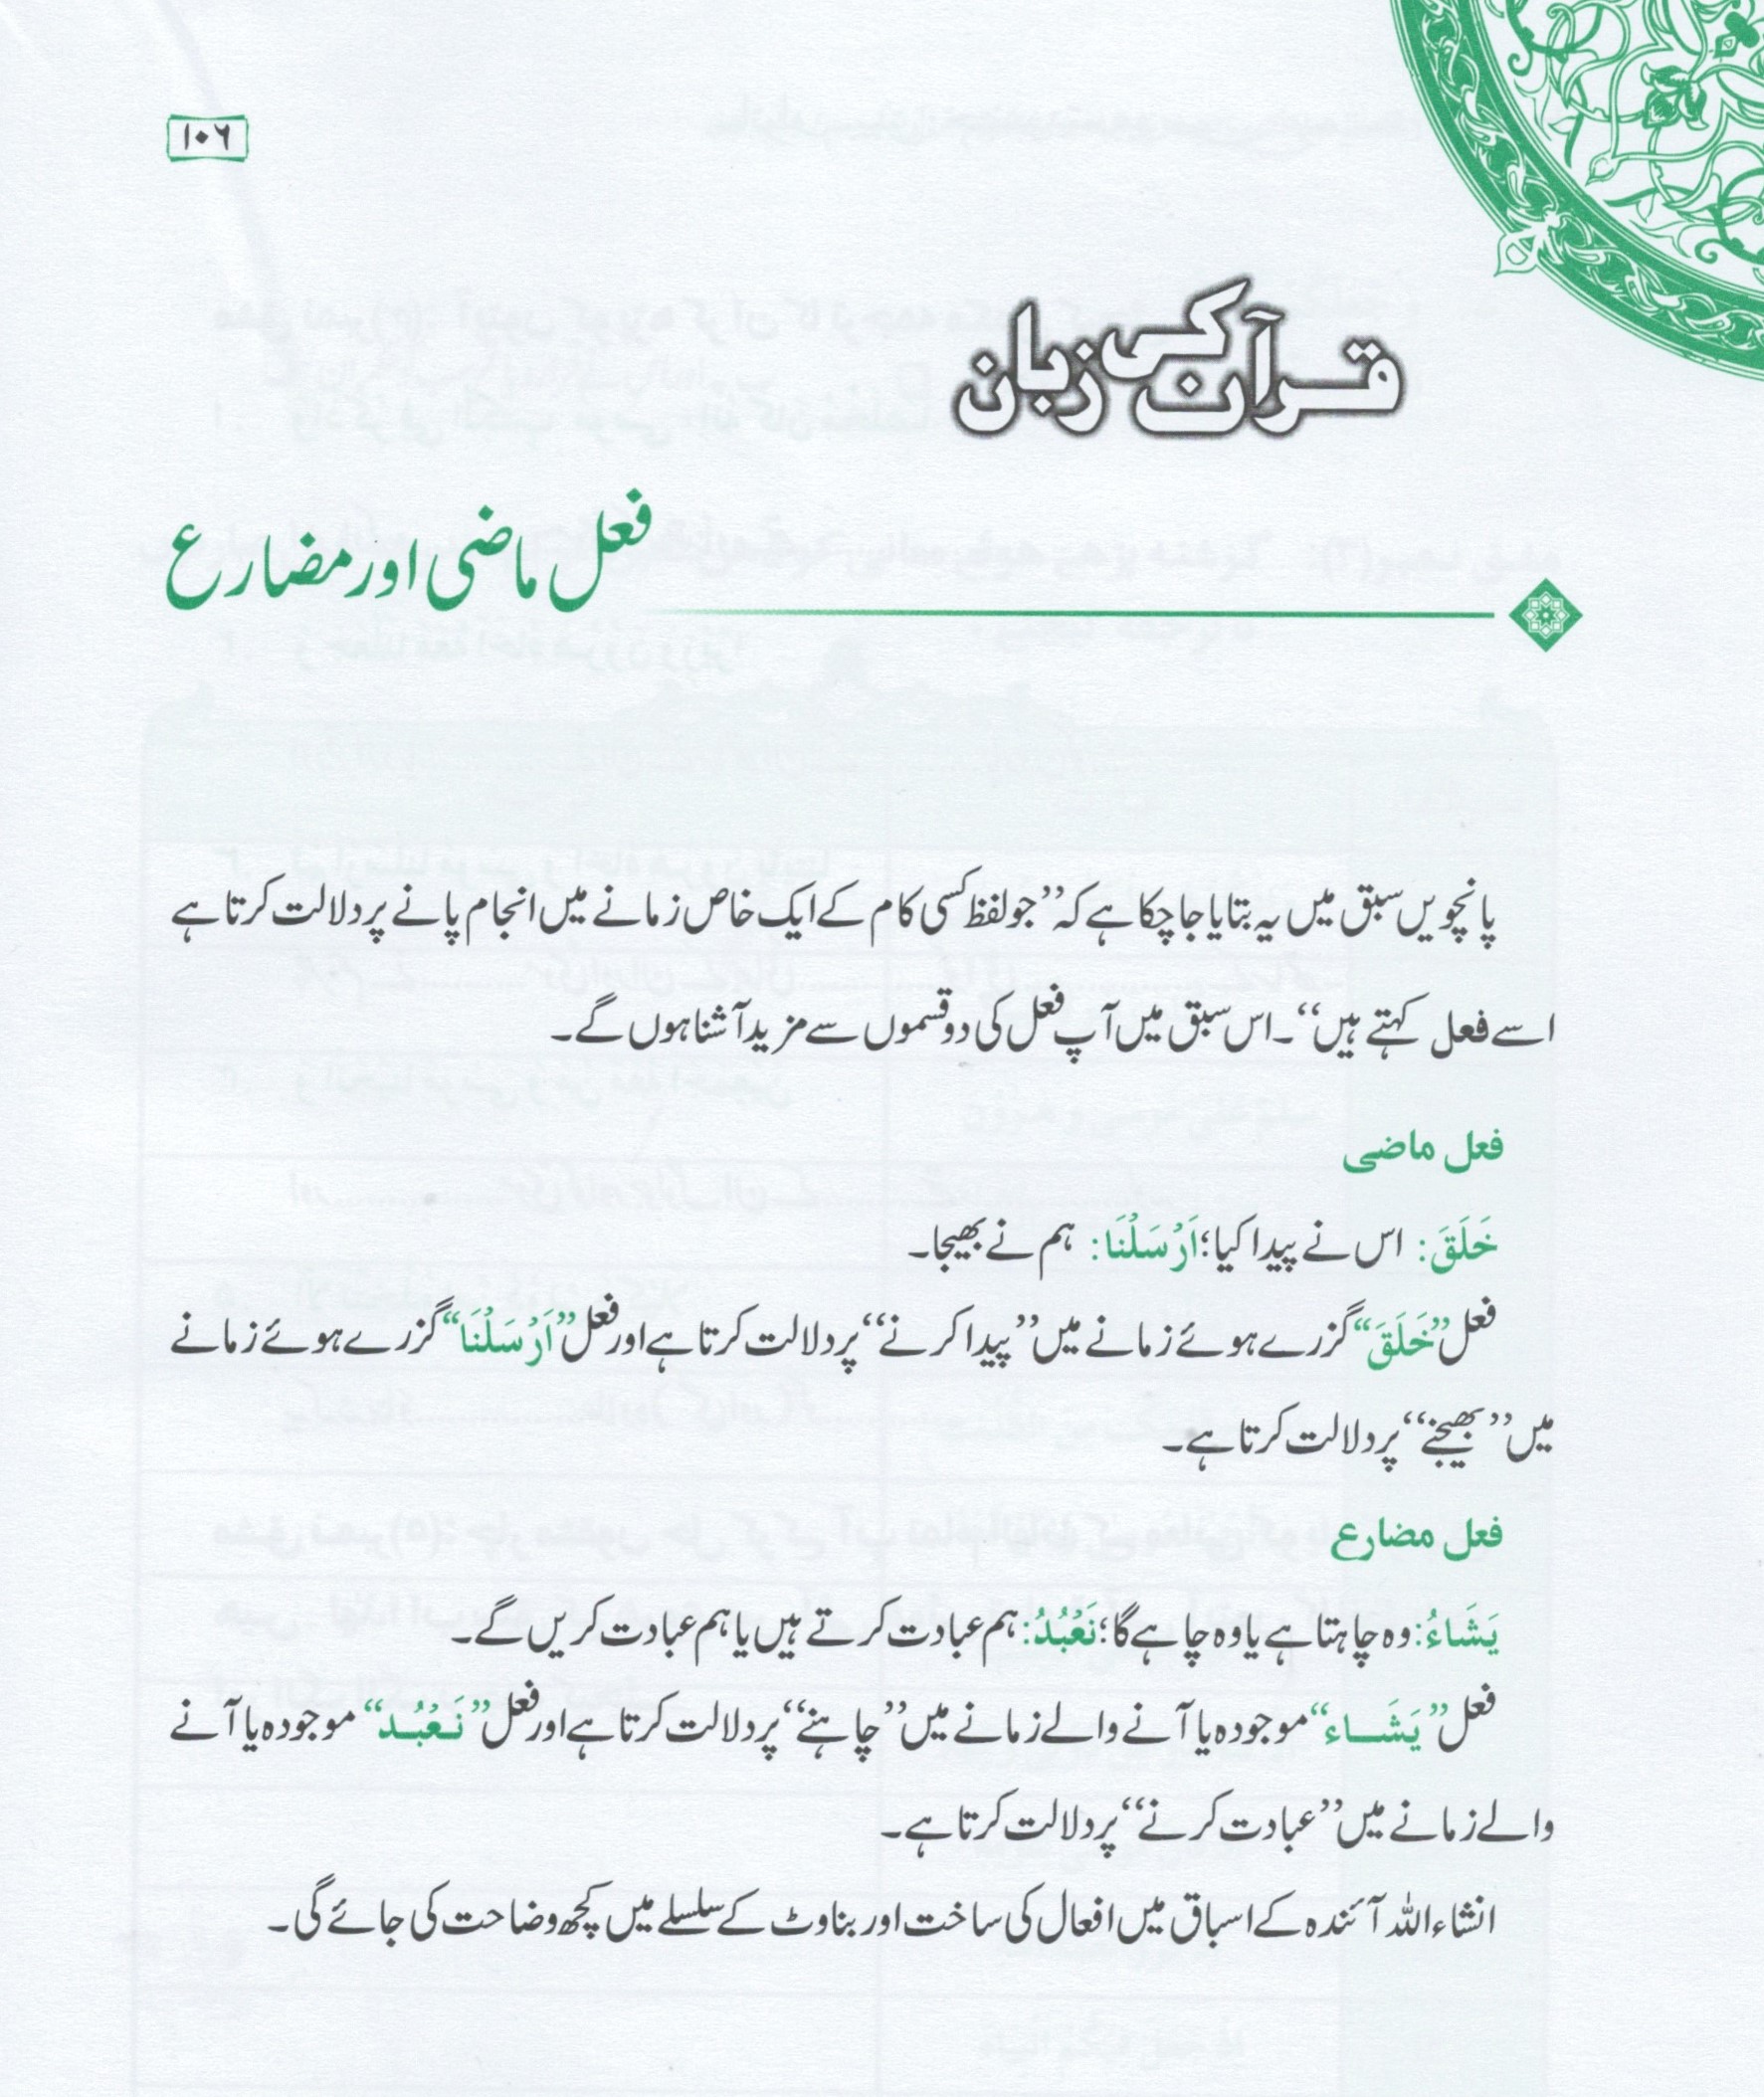 ۱۰۶
قرآن کی زبان
فعل ماضی اور مضارع
پانچویں سبق میں یہ بتایا جا چکا ہے کہ ’’جو لفظ کسی کام کے ایک خاص زمانے میں انجام پانے پر دلالت کرتا ہے
اسے فعل کہتے ہیں‘‘۔ اس سبق میں آپ فعل کی دو قسموں سے مزید آشنا ہوں گے۔
فعل ماضی
خَلَقَ: اس نے پیدا کیا؛ اَرْسَلْنَا: ہم نے بھیجا۔
فعل ’’خَلَقَ‘‘ گزرے ہوئے زمانے میں ’’پیدا کرنے‘‘ پر دلالت کرتا ہے اور فعل ’’اَرْسَلْنَا‘‘ گزرے ہوئے زمانے
میں ’’بھیجنے‘‘ پر دلالت کرتا ہے۔
فعل مضارع
یَشَاءُ: وہ چاہتا ہے یا وہ چاہے گا؛ نَعْبُدُ: ہم عبادت کرتے ہیں یا ہم عبادت کریں گے۔
فعل ’’یَشَاء‘‘ موجودہ یا آنے والے زمانے میں ’’چاہنے‘‘ پر دلالت کرتا ہے اور فعل ’’نَعْبُد‘‘ موجودہ یا آنے
والے زمانے میں ’’عبادت کرنے‘‘ پر دلالت کرتا ہے۔
انشاء اللہ آئندہ کے اسباق میں افعال کی ساخت اور بناوٹ کے سلسلے میں کچھ وضاحت کی جائے گی۔